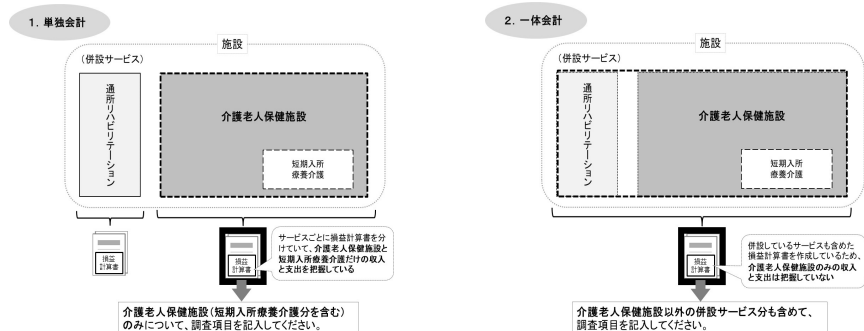 1．単独会計
施設
（併設サービス）
通所リハビリテーション
介護老人保健施設
短期入所
療養介護
損益
計算書
損益
計算書
サービスごとに損益計算書を分
けていて、介護老人保健施設と
短期入所療養介護だけの収入
と支出を把握している
介護老人保健施設（短期入所療養介護分を含む）
のみについて、調査項目を記入してください。
2．一体会計
施設
（併設サービス）
通所リハビリテーション
介護老人保健施設
短期入所
療養介護
損益
計算書
併設しているサービスも含めた
損益計算書を作成しているため、
介護老人保健施設のみの収入
と支出は把握していない
介護老人保健施設以外の併設サービス分も含めて、
調査項目を記入してください。